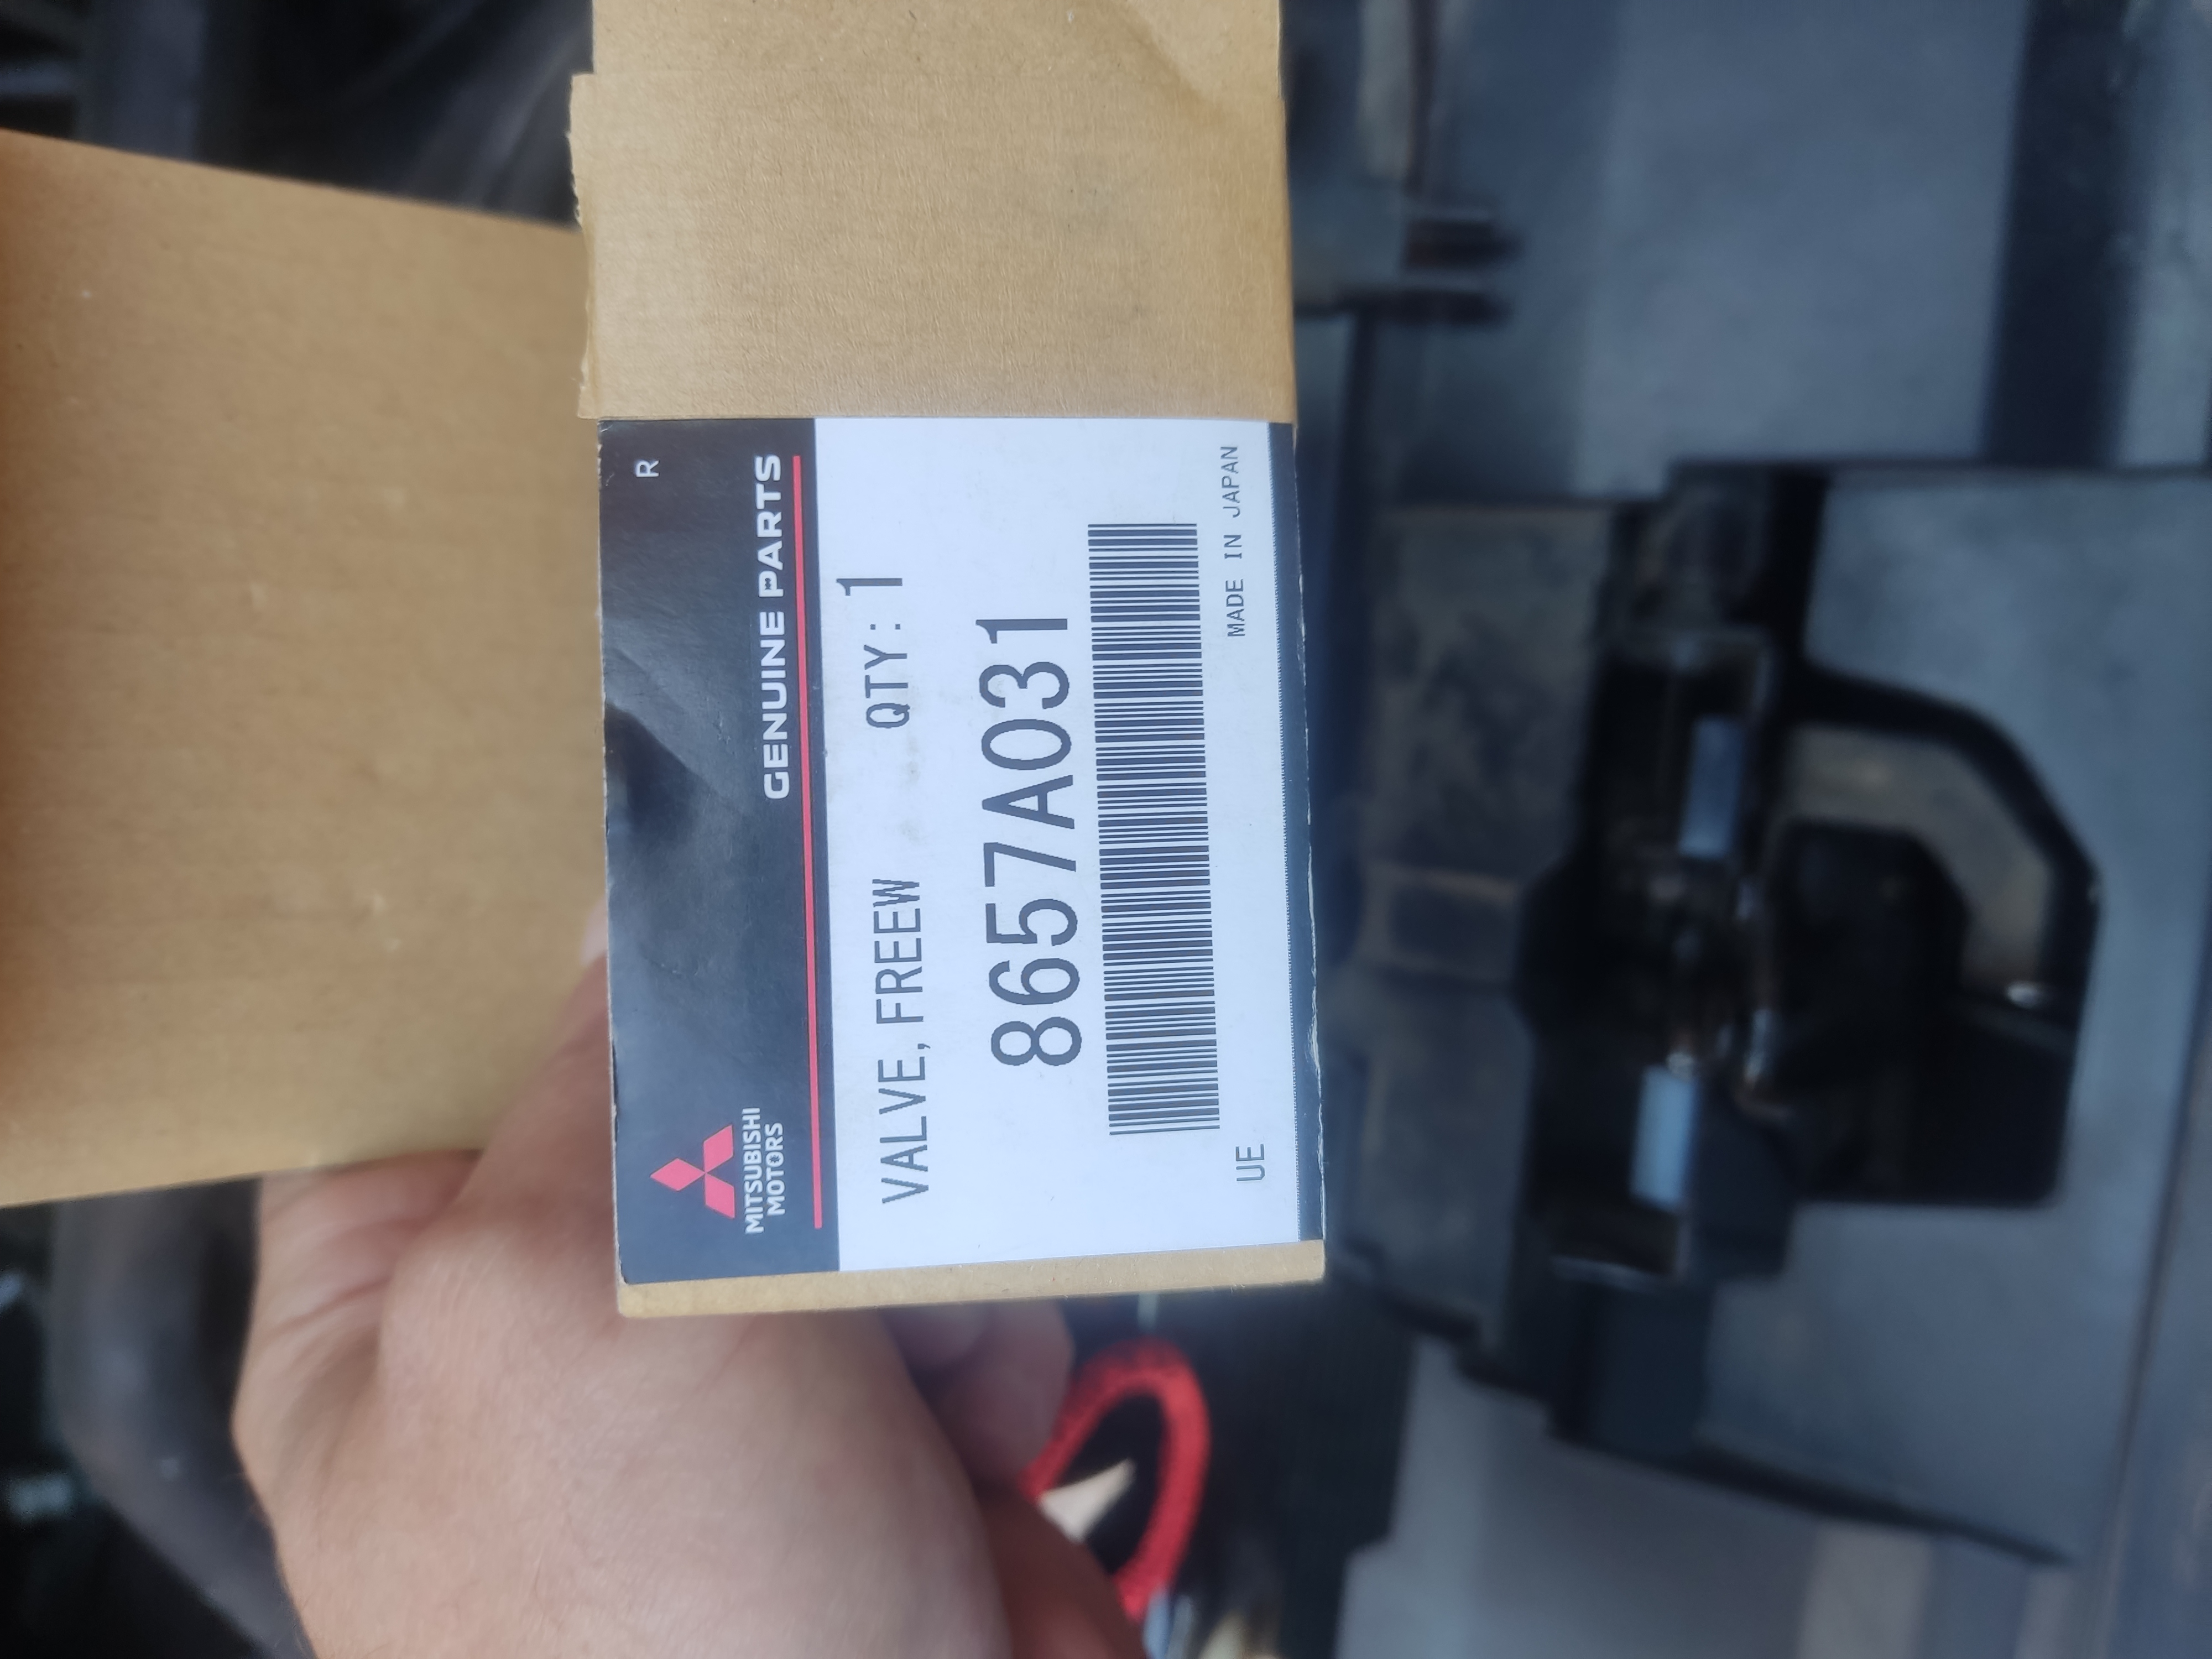 R
MITSUBISHI
MOTORS
GENUINE PARTS
VALVE, FREEW QTY: 1
8657A031
UE MADE IN JAPAN